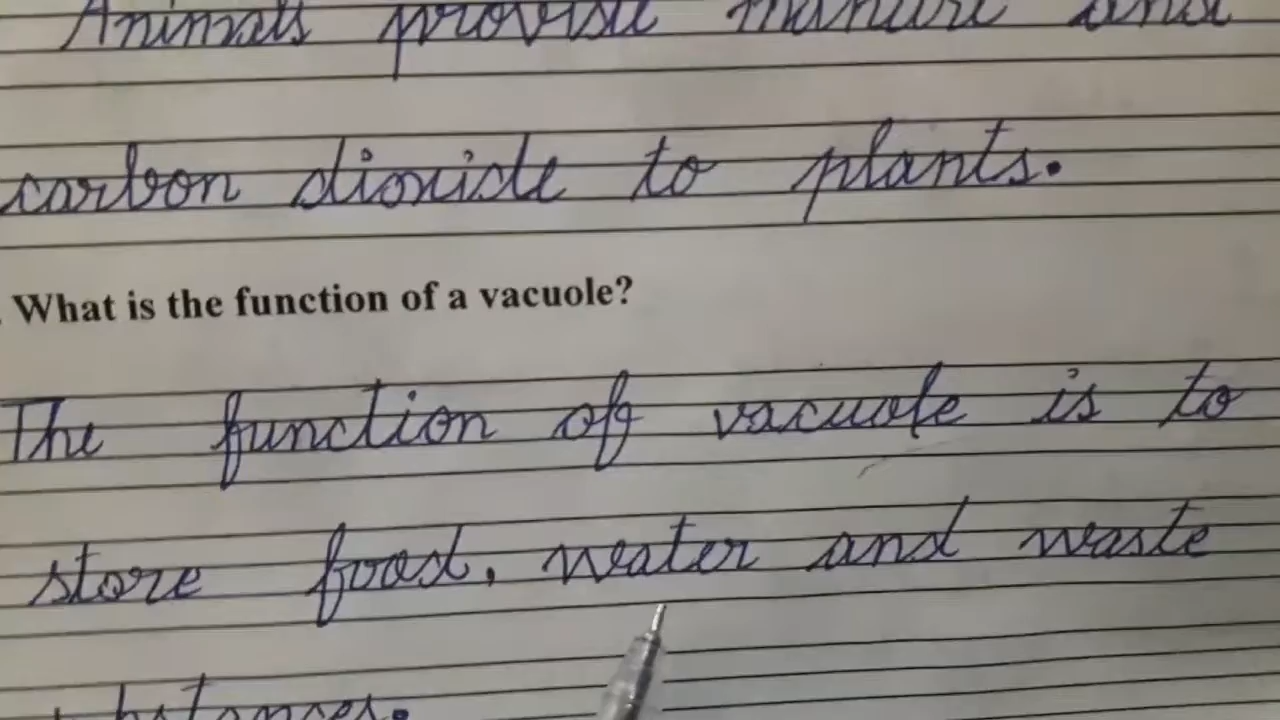 Animals provide manure and
carbon dioxide to plants.
What is the function of a vacuole?
The function of vacuole is to
store food, water and waste
substances.